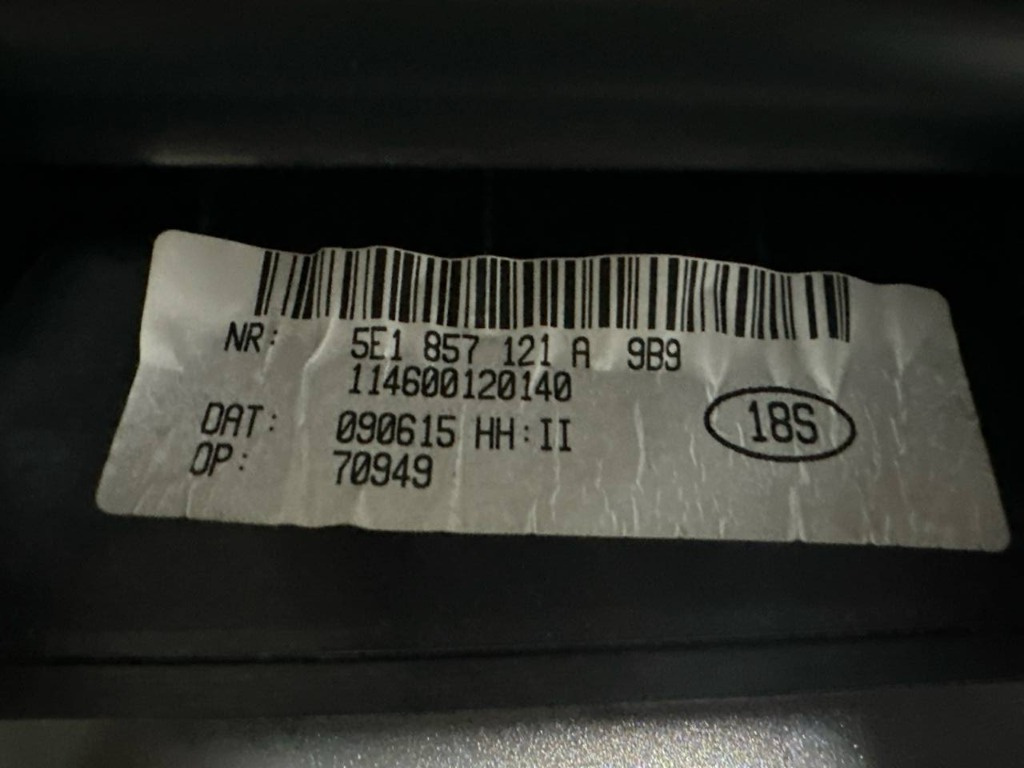 NR: 5E1 857 121 A 9B9
114600120140
DAT: 090615 HH:II
OP: 70949
18S